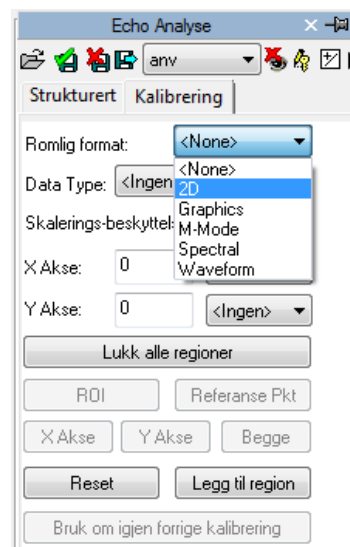 Echo Analyse
anv
Strukturert Kalibrering
Romlig format: <None>
<None>
Data Type: <Ingen
2D
Graphics
Skalerings-beskyttel
M-Mode
Spectral
X Akse: 0
Waveform
Y Akse: 0 <Ingen>
Lukk alle regioner
ROI Referanse Pkt
X Akse Y Akse Begge
Reset Legg til region
Bruk om igjen forrige kalibrering